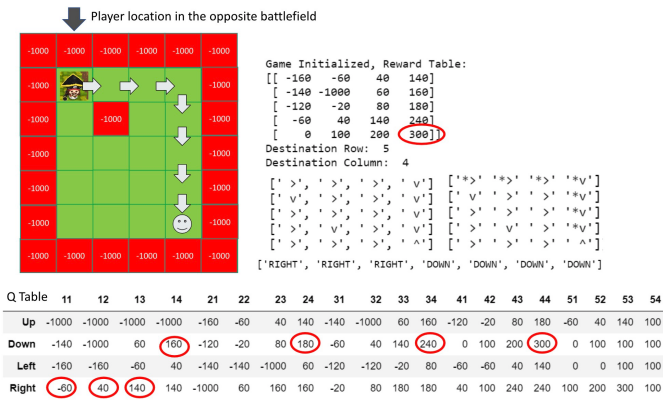 Player location in the opposite battlefield
-1000 -1000 -1000 -1000 -1000 -1000
-1000 -1000
-1000 -1000 -1000
-1000 -1000
-1000 -1000
-1000 -1000
-1000 -1000 -1000 -1000 -1000 -1000
Game Initialized, Reward Table:
[[ -160 -60 40 140]
[ -140 -1000 60 160]
[ -120 -20 80 180]
[ -60 40 140 240]
[ 0 100 200 300]]
Destination Row: 5
Destination Column: 4
[' >', ' >', ' >', ' v']
[' v', ' >', ' >', ' v']
[' >', ' >', ' >', ' v']
[' >', ' v', ' >', ' v']
[' >', ' >', ' >', ' ^']
['*>' '*>' '*>' '*v']
[' v' ' >' ' >' '*v']
[' >' ' >' ' >' '*v']
[' >' ' v' ' >' '*v']
[' >' ' >' ' >' ' ^']
['RIGHT', 'RIGHT', 'RIGHT', 'DOWN', 'DOWN', 'DOWN', 'DOWN']
Q Table 11 12 13 14 21 22 23 24 31 32 33 34 41 42 43 44 51 52 53 54
Up -1000 -1000 -1000 -1000 -160 -60 40 140 -140 -1000 60 160 -120 -20 80 180 -60 40 140 100
Down -140 -1000 60 160 -120 -20 80 180 -60 40 140 240 0 100 200 300 0 100 100 100
Left -160 -160 -60 40 -140 -140 -1000 60 -120 -120 -20 80 -60 -60 40 140 0 0 100 100
Right -60 40 140 140 -1000 60 160 160 -20 80 180 180 40 100 240 240 100 200 300 100